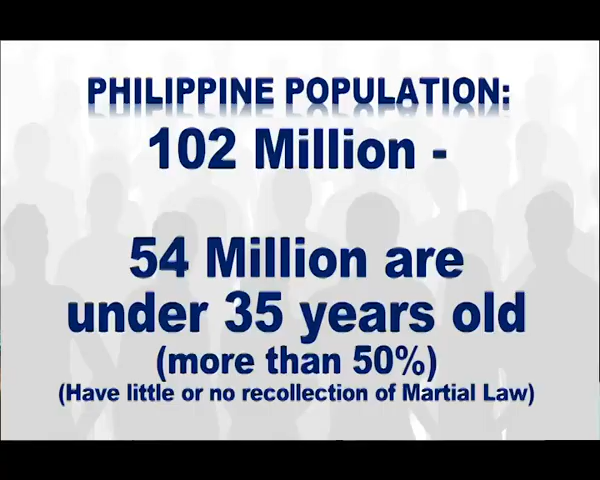 PHILIPPINE POPULATION:
102 Million -
54 Million are
under 35 years old
(more than 50%)
(Have little or no recollection of Martial Law)